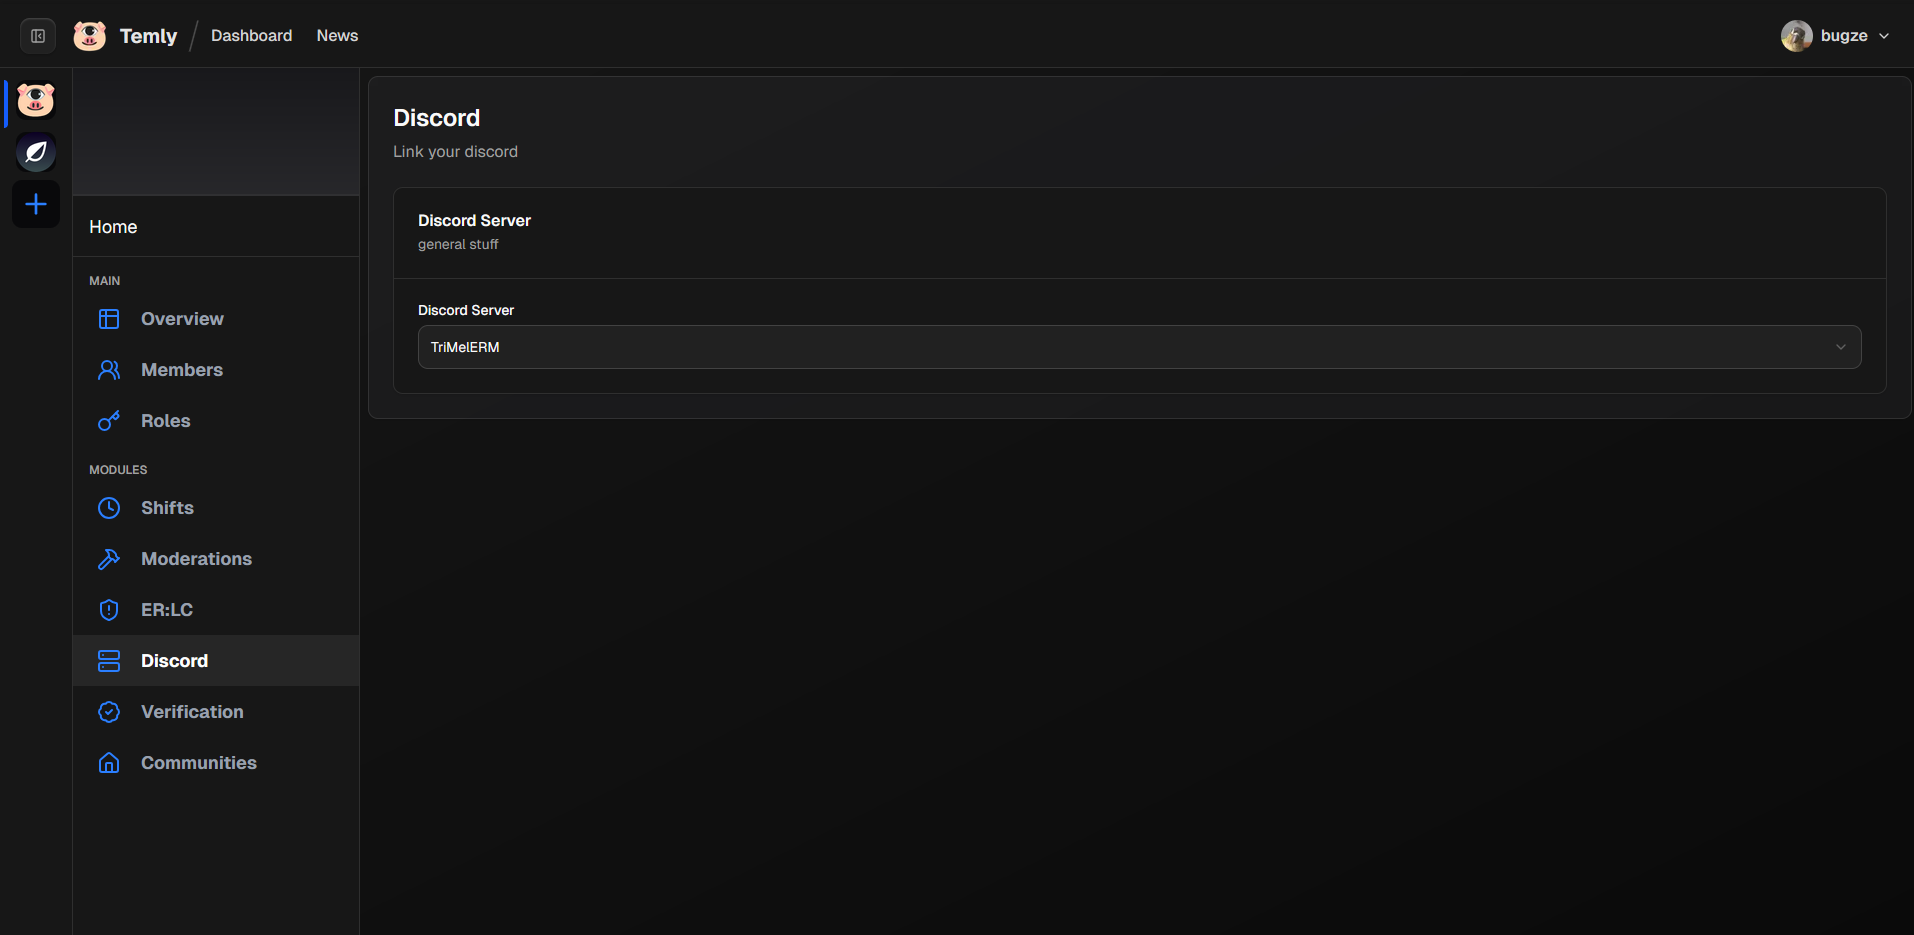 Temly
Dashboard
News
bugze
Home
MAIN
Overview
Members
Roles
MODULES
Shifts
Moderations
ER:LC
Discord
Verification
Communities
Discord
Link your discord
Discord Server
general stuff
Discord Server
TriMelERM